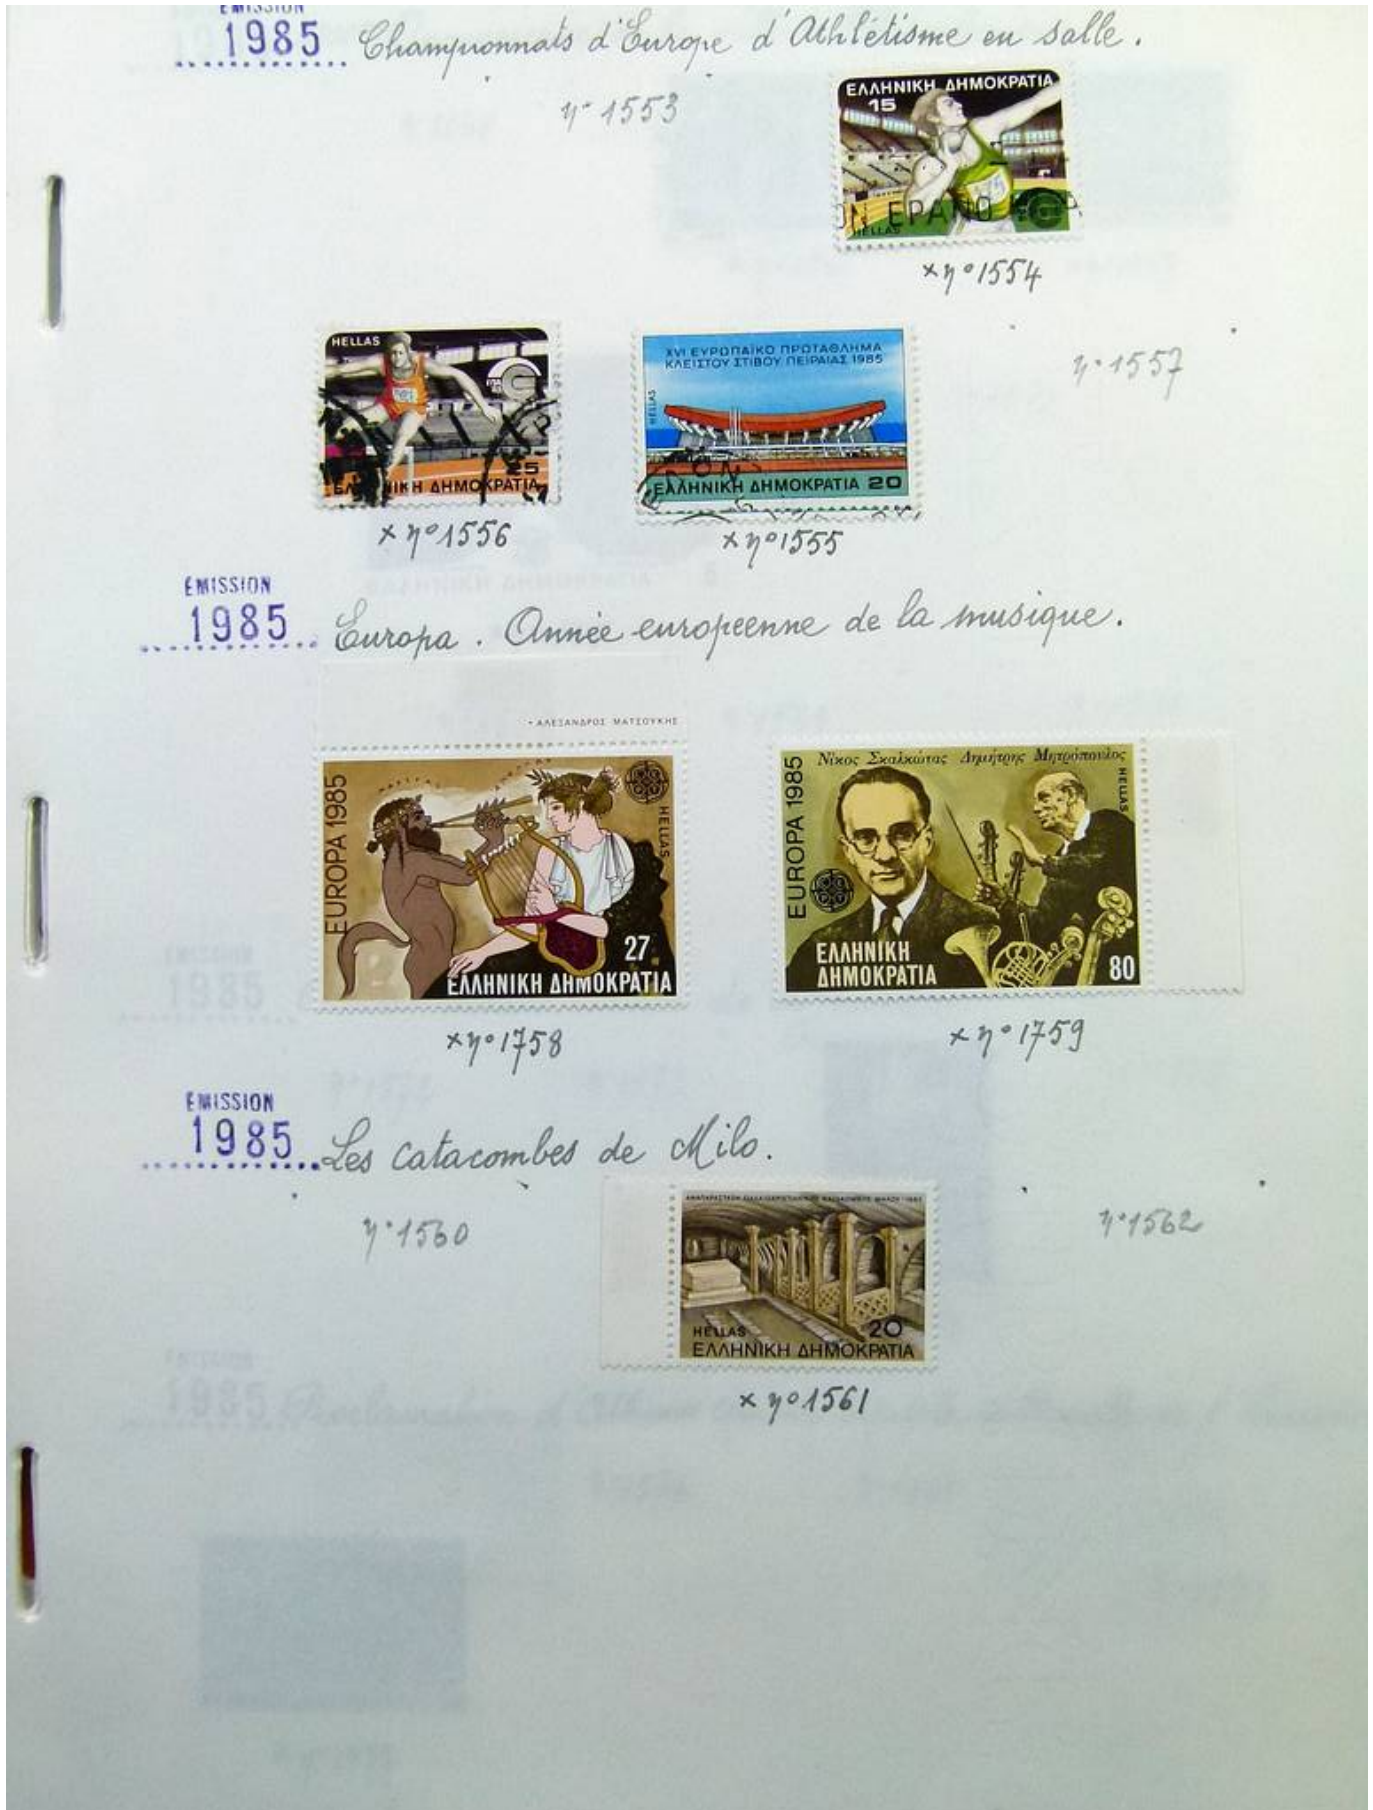 EMISSION
1985 Championnats d'Europe d'Athlétisme en salle.
n° 1553
ΕΛΛΗΝΙΚΗ ΔΗΜΟΚΡΑΤΙΑ
15
EPANO
HELLAS
x n° 1554
HELLAS
25
ΕΛΛΗΝΙΚΗ ΔΗΜΟΚΡΑΤΙΑ
x n° 1556
XVI ΕΥΡΩΠΑΪΚΟ ΠΡΩΤΑΘΛΗΜΑ
ΚΛΕΙΣΤΟΥ ΣΤΙΒΟΥ ΠΕΙΡΑΙΑΣ 1985
HELLAS
ΕΛΛΗΝΙΚΗ ΔΗΜΟΚΡΑΤΙΑ 20
x n° 1555
n° 1557
EMISSION
1985 Europa. Année européenne de la musique.
• ΑΛΕΞΑΝΔΡΟΣ ΜΑΤΣΟΥΚΗΣ
EUROPA 1985
HELLAS
27
ΕΛΛΗΝΙΚΗ ΔΗΜΟΚΡΑΤΙΑ
x n° 1758
Νίκος Σκαλκώτας Δημήτρης Μητρόπουλος
EUROPA 1985
HELLAS
ΕΛΛΗΝΙΚΗ
ΔΗΜΟΚΡΑΤΙΑ
80
x n° 1759
EMISSION
1985 Les catacombes de Milo.
n° 1560
HELLAS 20
ΕΛΛΗΝΙΚΗ ΔΗΜΟΚΡΑΤΙΑ
x n° 1561
n° 1562